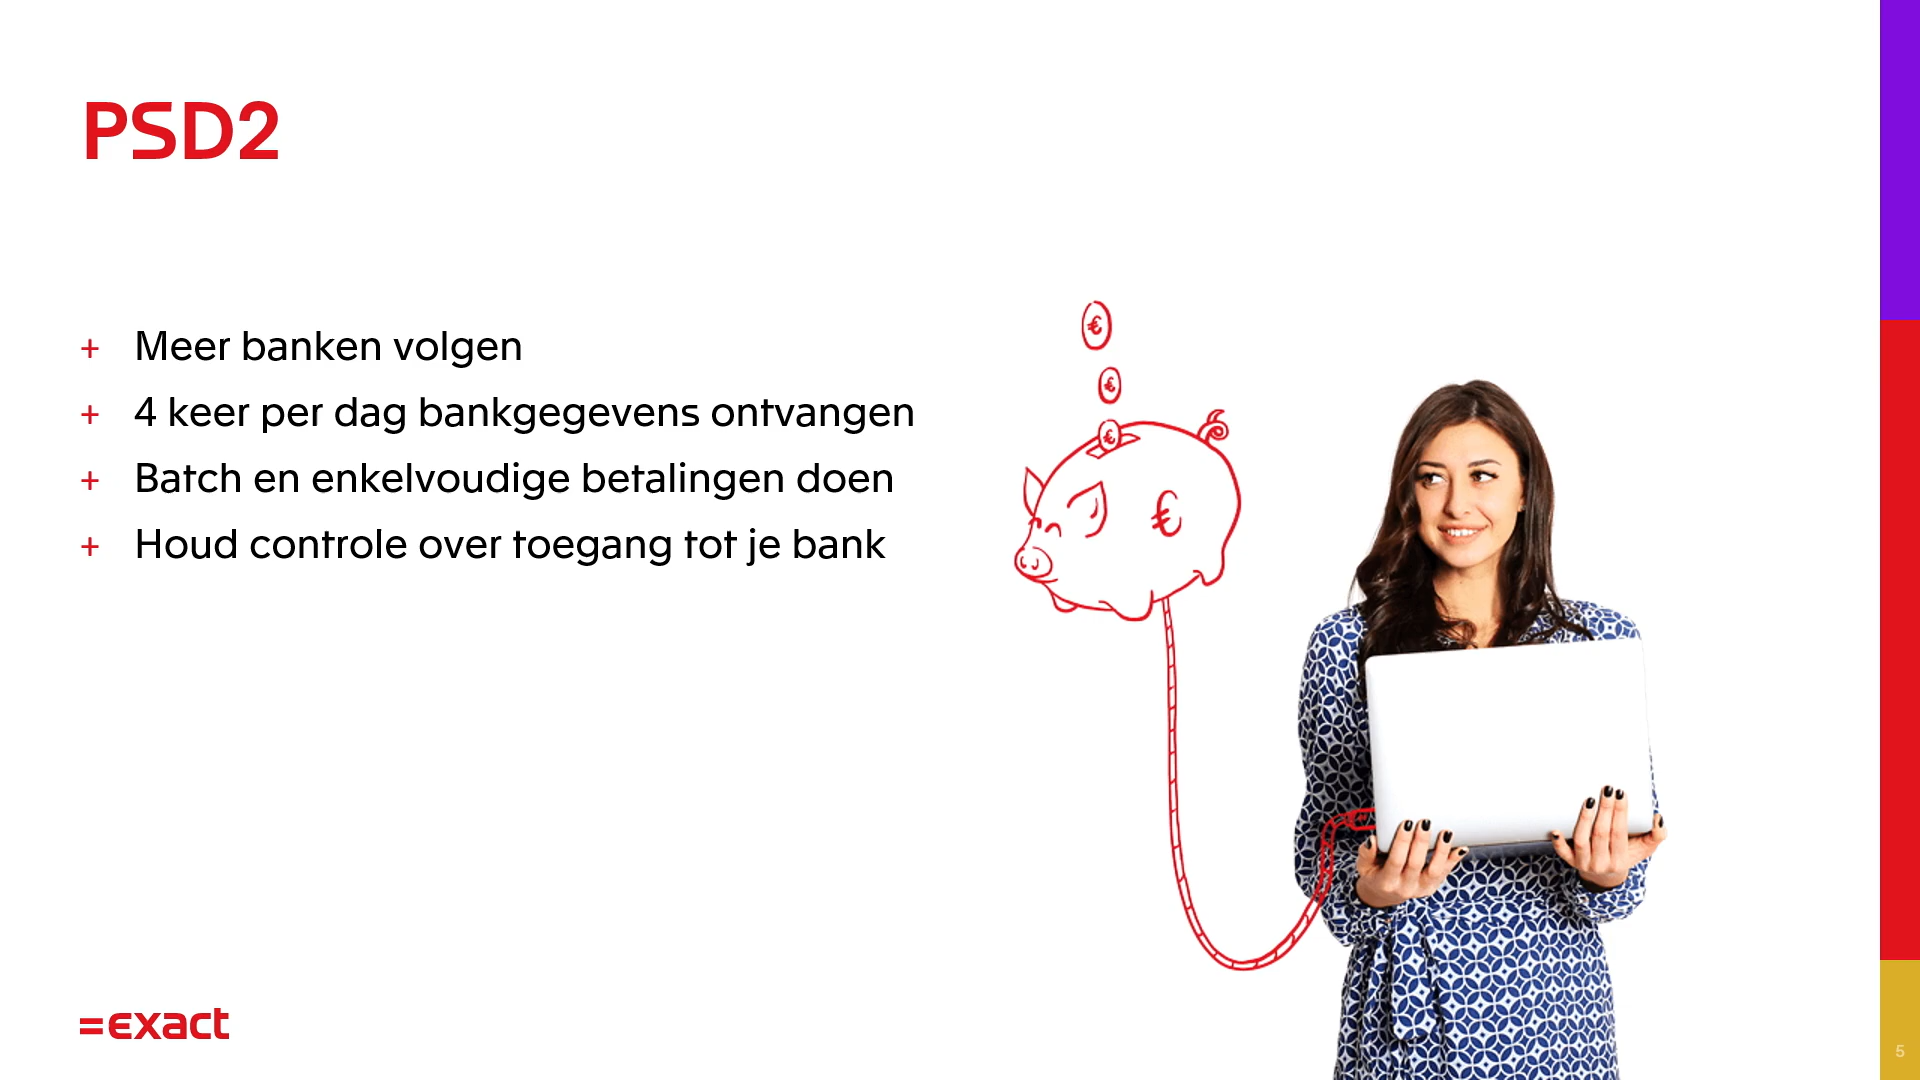 PSD2
+ Meer banken volgen
+ 4 keer per dag bankgegevens ontvangen
+ Batch en enkelvoudige betalingen doen
+ Houd controle over toegang tot je bank
€
€
€
€
=exact
5